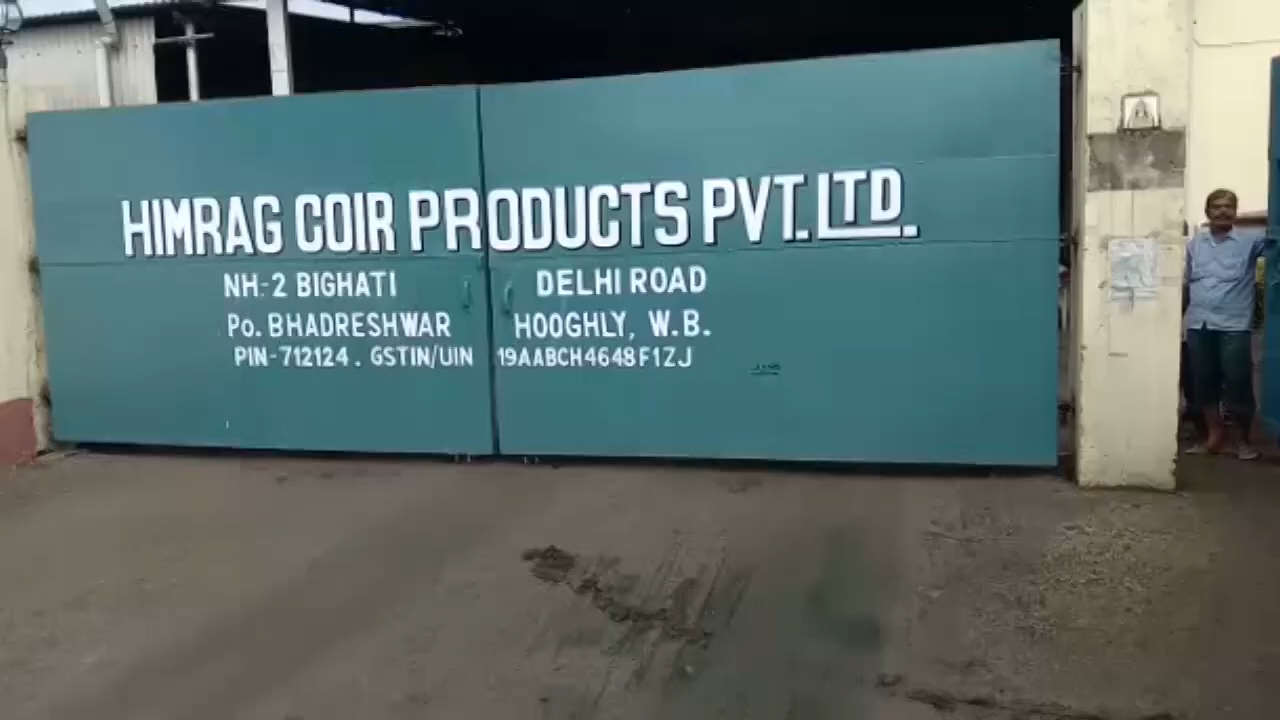 HIMRAG COIR PRODUCTS PVT. LTD.
NH-2 BIGHATI DELHI ROAD
Po. BHADRESHWAR HOOGHLY, W.B.
PIN-712124. GSTIN/UIN 19AABCH4648F1ZJ